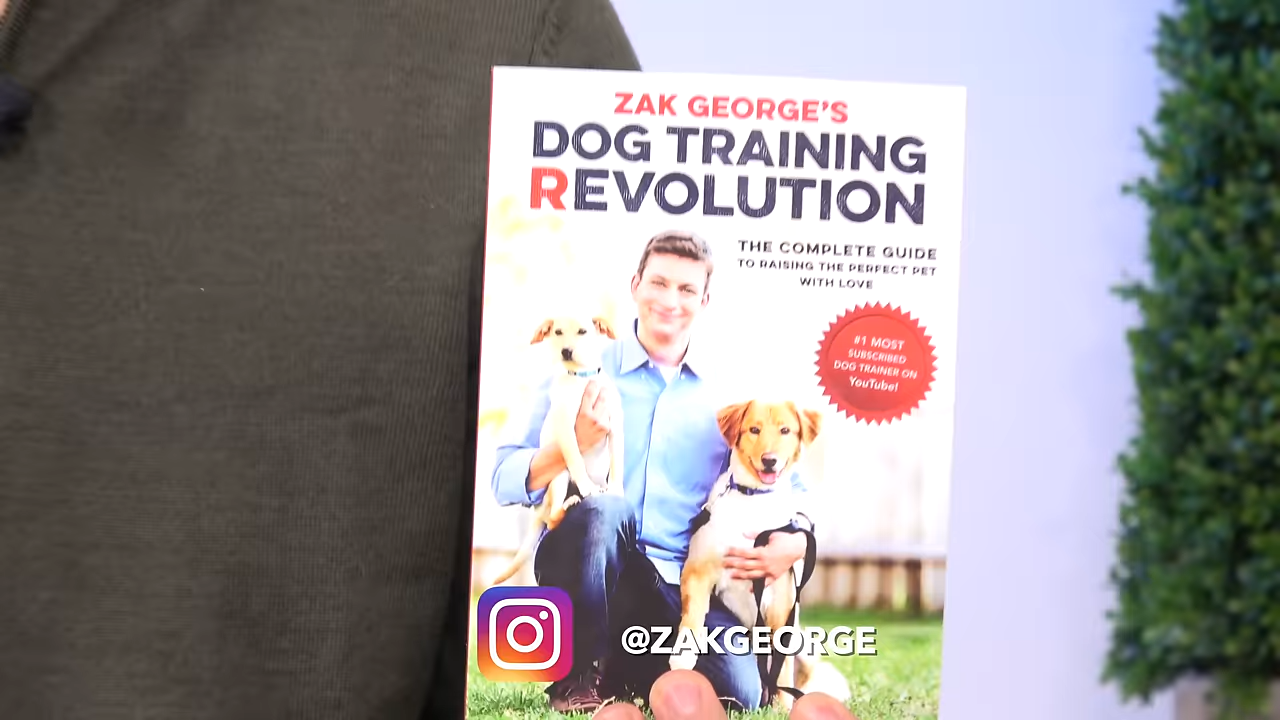 ZAK GEORGE'S
DOG TRAINING
REVOLUTION
THE COMPLETE GUIDE
TO RAISING THE PERFECT PET
WITH LOVE
#1 MOST
SUBSCRIBED
DOG TRAINER ON
YouTube!
@ZAKGEORGE